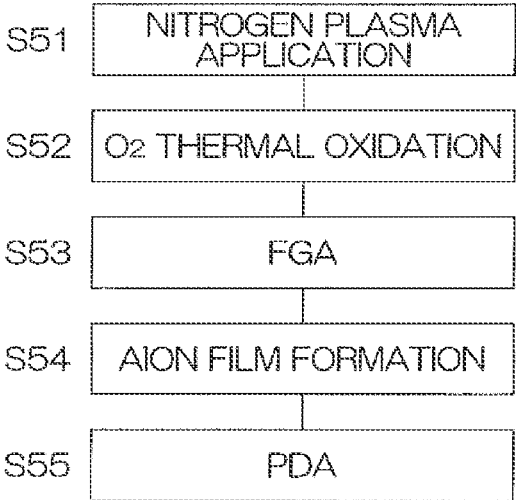 S51 NITROGEN PLASMA
APPLICATION
S52 O2 THERMAL OXIDATION
S53 FGA
S54 AlON FILM FORMATION
S55 PDA